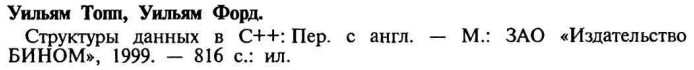 Уильям Топп, Уильям Форд.
Структуры данных в C++: Пер. с англ. — М.: ЗАО «Издательство
БИНОМ», 1999. — 816 с.: ил.